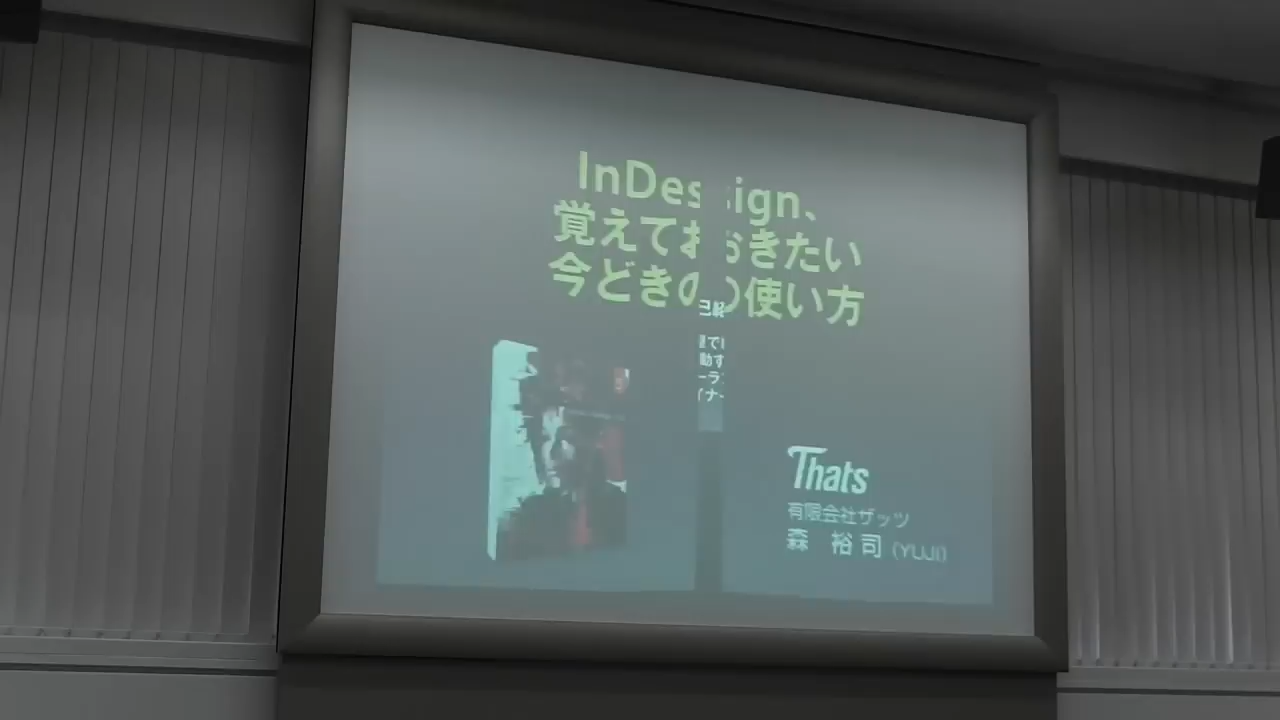 InDesign、
覚えておきたい
今どきの使い方
Thats
有限会社ザッツ
森 裕司 (YUJI)